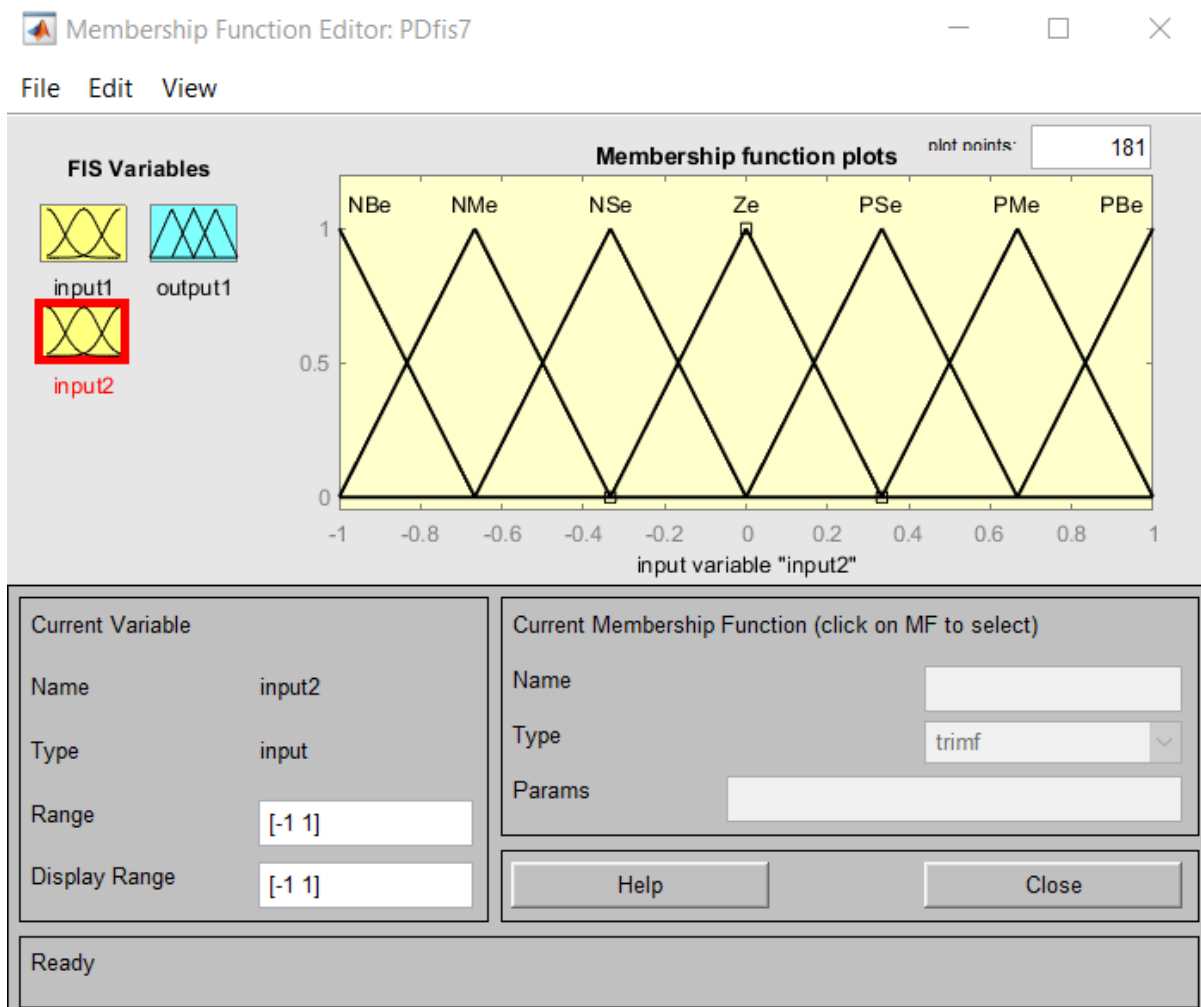 Membership Function Editor: PDfis7
File Edit View
FIS Variables
input1 output1
input2
Membership function plots
plot points: 181
NBe NMe NSe Ze PSe PMe PBe
1
0.5
0
-1 -0.8 -0.6 -0.4 -0.2 0 0.2 0.4 0.6 0.8 1
input variable "input2"
Current Variable
Name input2
Type input
Range [-1 1]
Display Range [-1 1]
Current Membership Function (click on MF to select)
Name
Type trimf
Params
Help Close
Ready